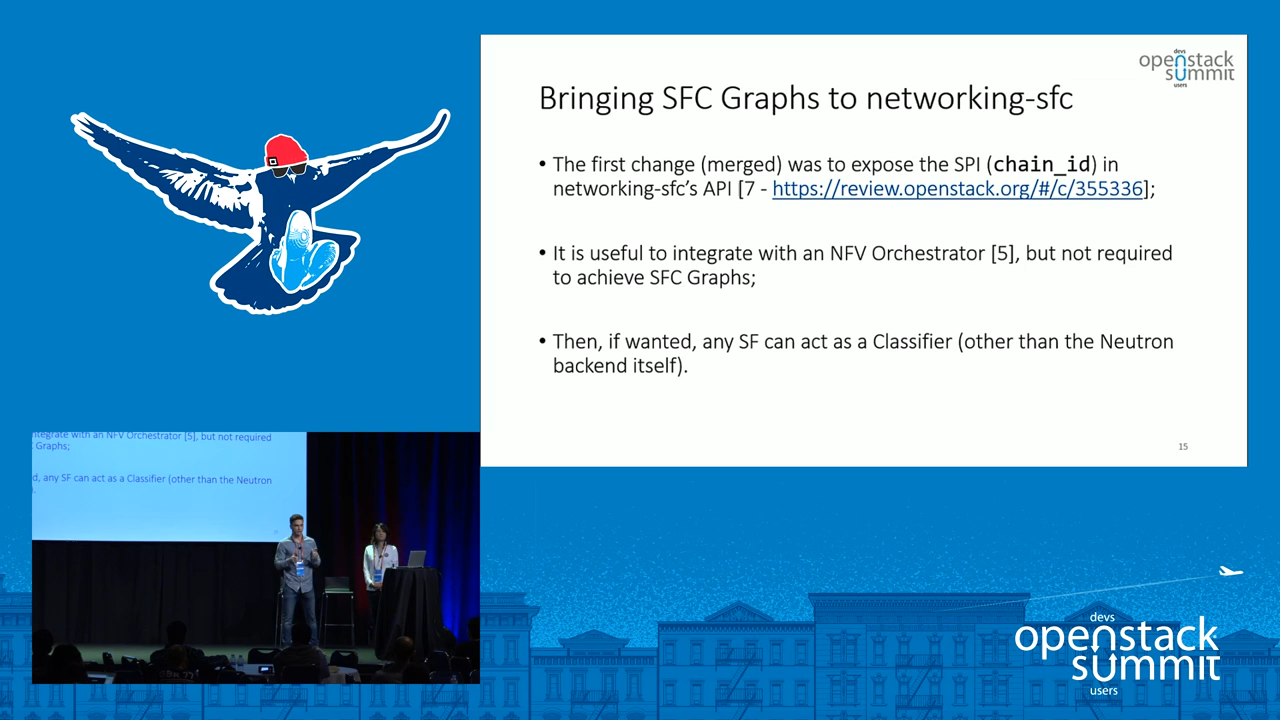 devs
openstack
summit
users
Bringing SFC Graphs to networking-sfc
• The first change (merged) was to expose the SPI (chain_id) in
networking-sfc’s API [7 - https://review.openstack.org/#/c/355336];
• It is useful to integrate with an NFV Orchestrator [5], but not required
to achieve SFC Graphs;
• Then, if wanted, any SF can act as a Classifier (other than the Neutron
backend itself).
15
integrate with an NFV Orchestrator [5], but not required
Graphs;
d, any SF can act as a Classifier (other than the Neutron
devs
openstack
summit
users